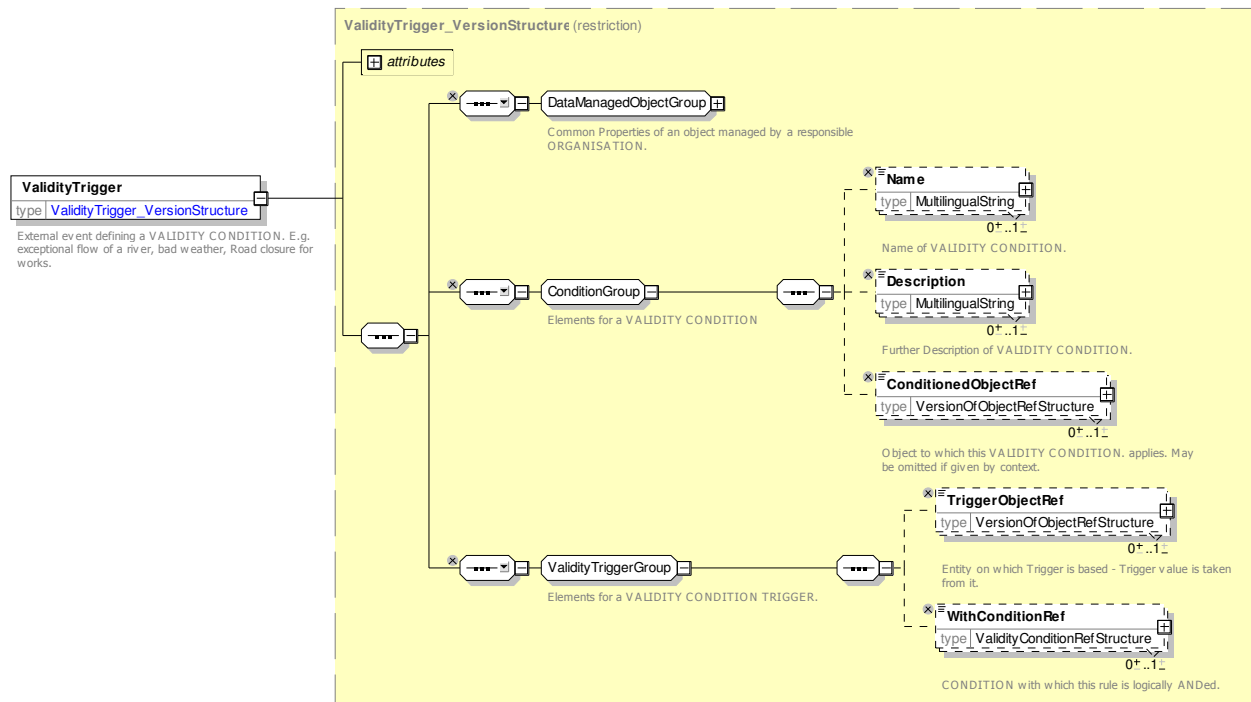 ValidityTrigger_VersionStructure (restriction)
attributes
DataManagedObjectGroup
Common Properties of an object managed by a responsible
ORGANISATION.
ValidityTrigger
type ValidityTrigger_VersionStructure
External event defining a VALIDITY CONDITION. E.g.
exceptional flow of a river, bad weather, Road closure for
works.
Name
type MultilingualString
0..1
Name of VALIDITY CONDITION.
ConditionGroup
Elements for a VALIDITY CONDITION
Description
type MultilingualString
0..1
Further Description of VALIDITY CONDITION.
ConditionedObjectRef
type VersionOfObjectRefStructure
0..1
Object to which this VALIDITY CONDITION. applies. May
be omitted if given by context.
TriggerObjectRef
type VersionOfObjectRefStructure
0..1
Entity on which Trigger is based - Trigger value is taken
from it.
ValidityTriggerGroup
Elements for a VALIDITY CONDITION TRIGGER.
WithConditionRef
type ValidityConditionRefStructure
0..1
CONDITION with which this rule is logically ANDed.